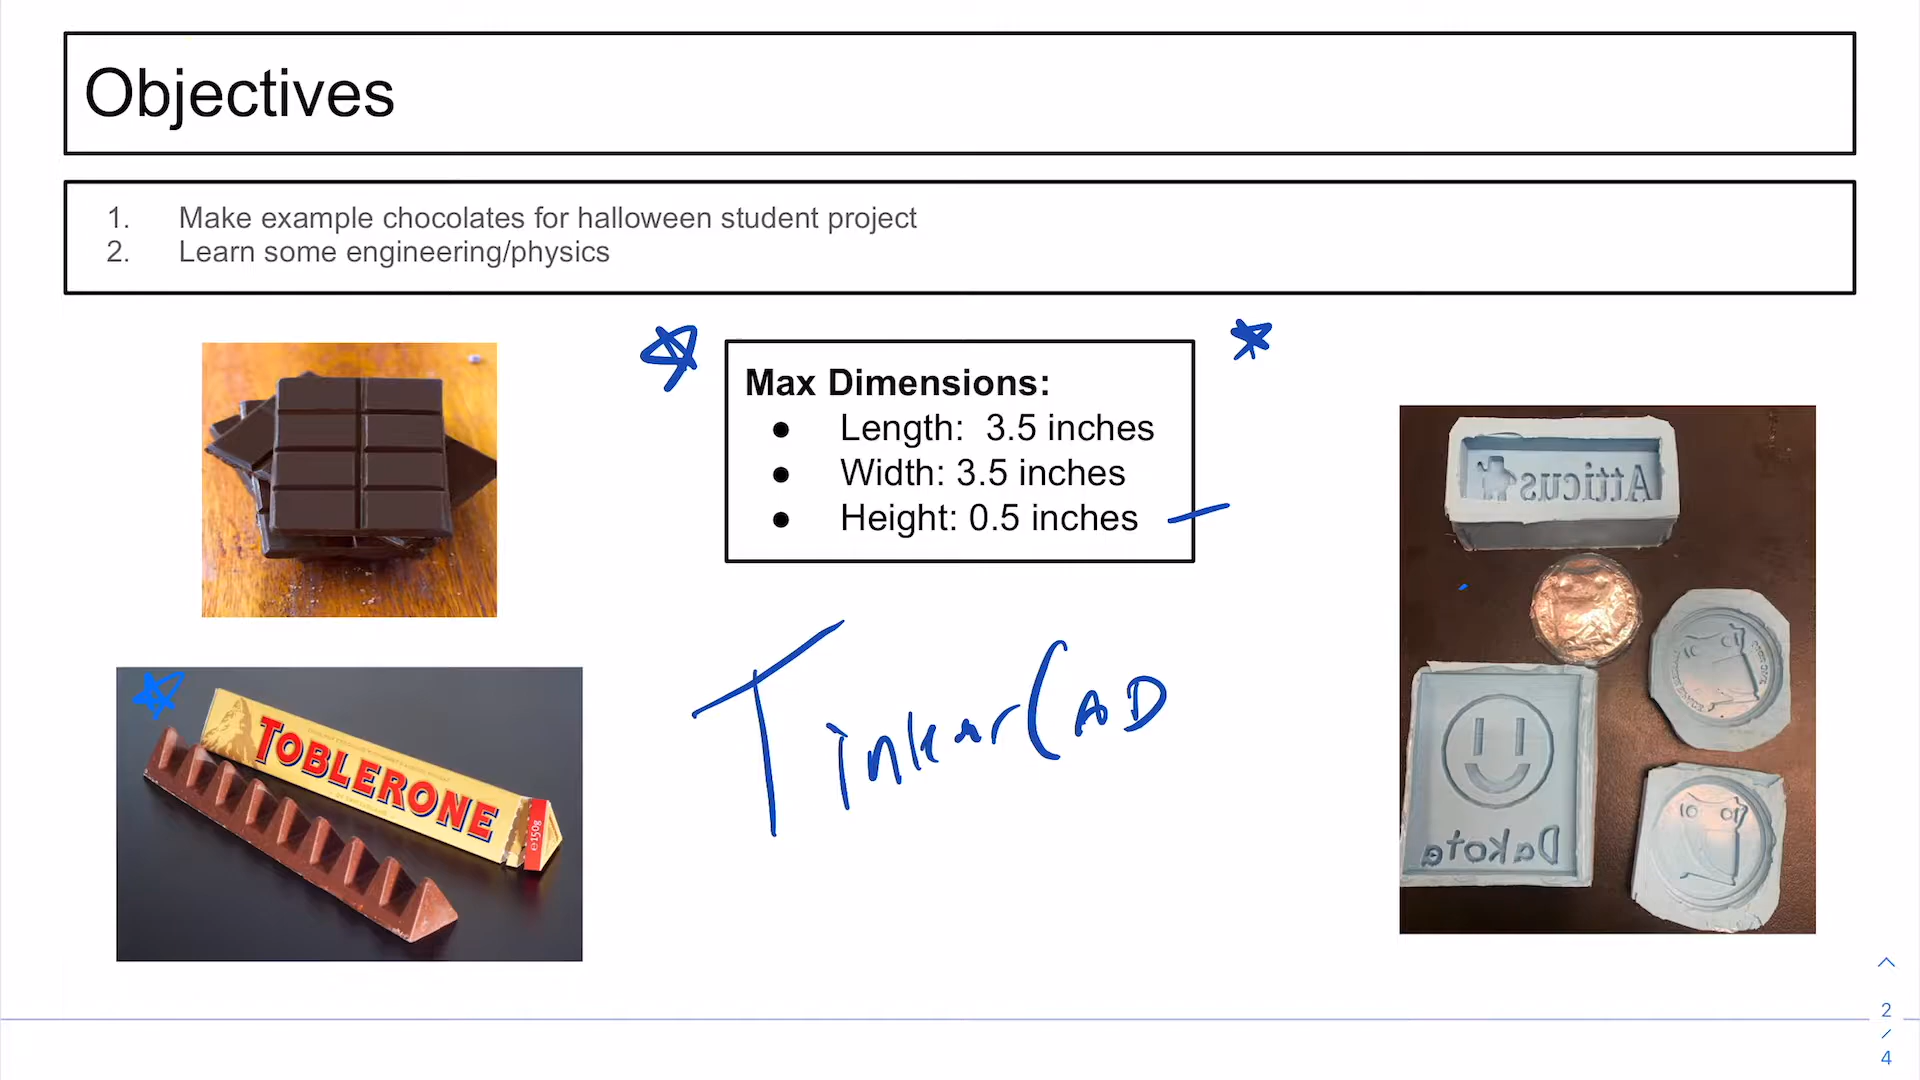 Objectives
1. Make example chocolates for halloween student project
2. Learn some engineering/physics
Max Dimensions:
● Length: 3.5 inches
● Width: 3.5 inches
● Height: 0.5 inches
TinkerCAD
TOBLERONE
℮150g
Atticus
Dakota
2
/
4